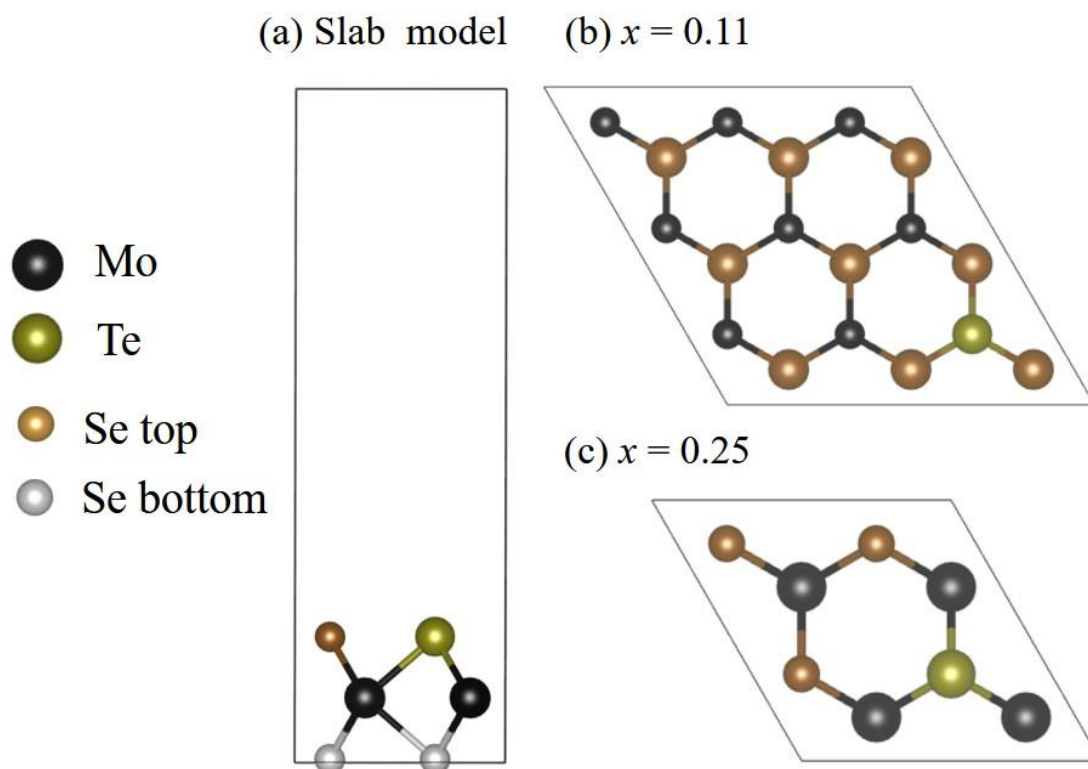 (a) Slab model
(b) x = 0.11
Mo
Te
Se top
Se bottom
(c) x = 0.25